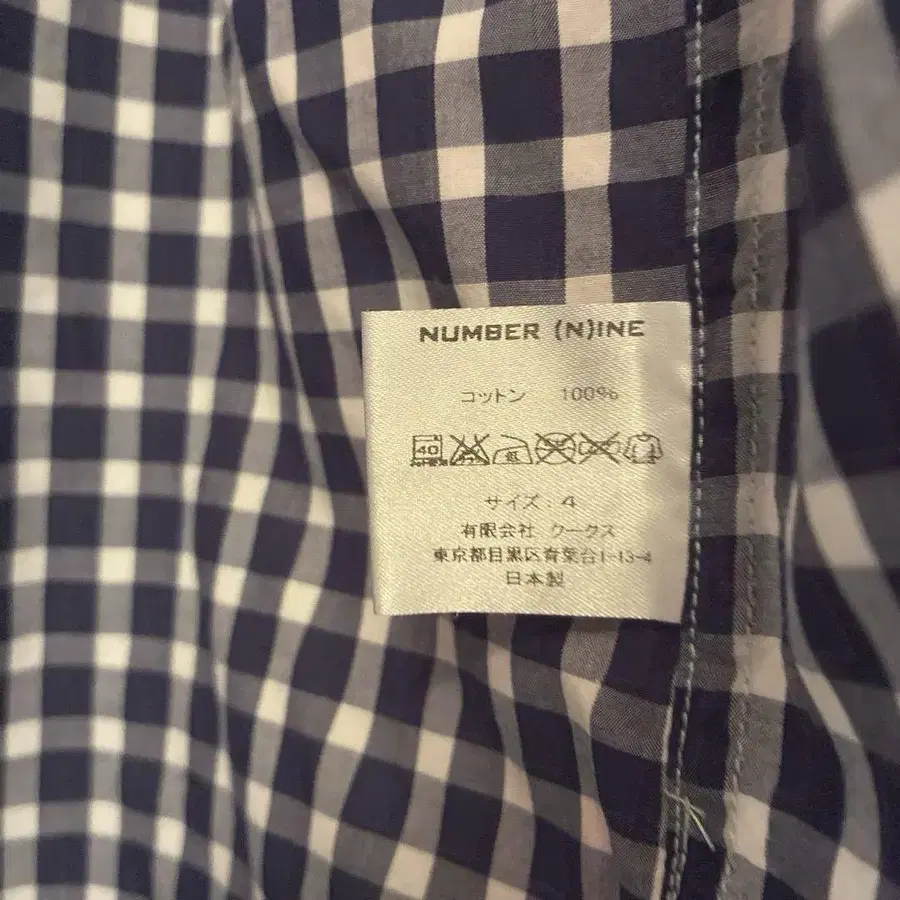 NUMBER (N)INE
コットン 100%
40
サイズ : 4
有限会社 クークス
東京都目黒区青葉台1-13-4
日本製